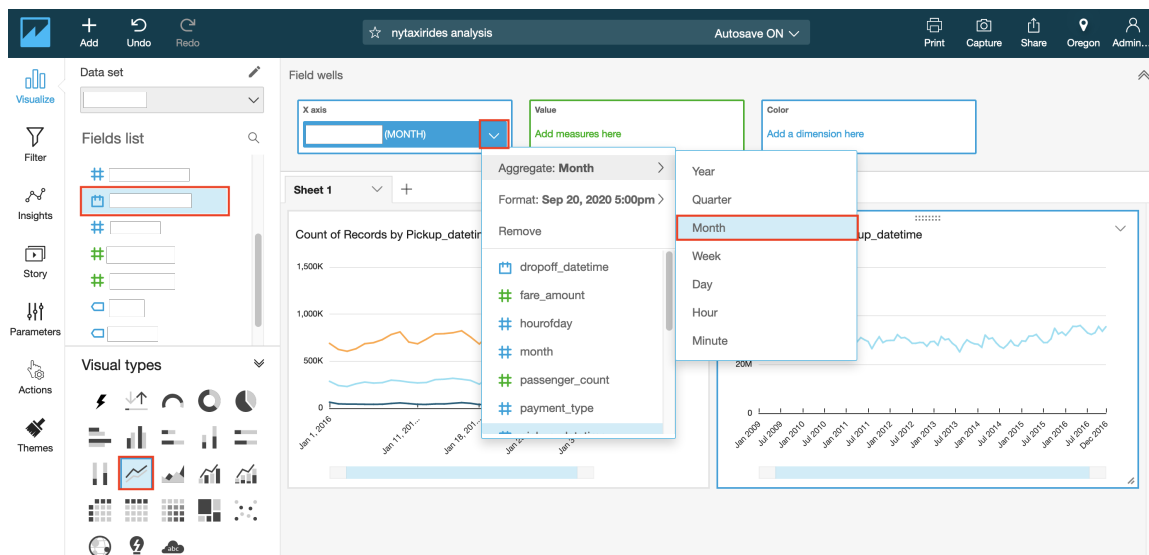 Add
Undo
Redo
nytaxirides analysis
Autosave ON
Print
Capture
Share
Oregon
Admin...
Visualize
Filter
Insights
Story
Parameters
Actions
Themes
Data set
Fields list
Visual types
abc
Field wells
X axis
(MONTH)
Value
Add measures here
Color
Add a dimension here
Sheet 1
Aggregate: Month
Format: Sep 20, 2020 5:00pm
Remove
dropoff_datetime
fare_amount
hourofday
month
passenger_count
payment_type
Year
Quarter
Month
Week
Day
Hour
Minute
Count of Records by Pickup_datetim
1,500K
1,000K
500K
0
Jan 1, 2016
Jan 11, 201...
Jan 18, 201...
up_datetime
20M
0
Jan 2009
Jul 2009
Jan 2010
Jul 2010
Jan 2011
Jul 2011
Jan 2012
Jul 2012
Jan 2013
Jul 2013
Jan 2014
Jul 2014
Jan 2015
Jul 2015
Jan 2016
Jul 2016
Dec 2016